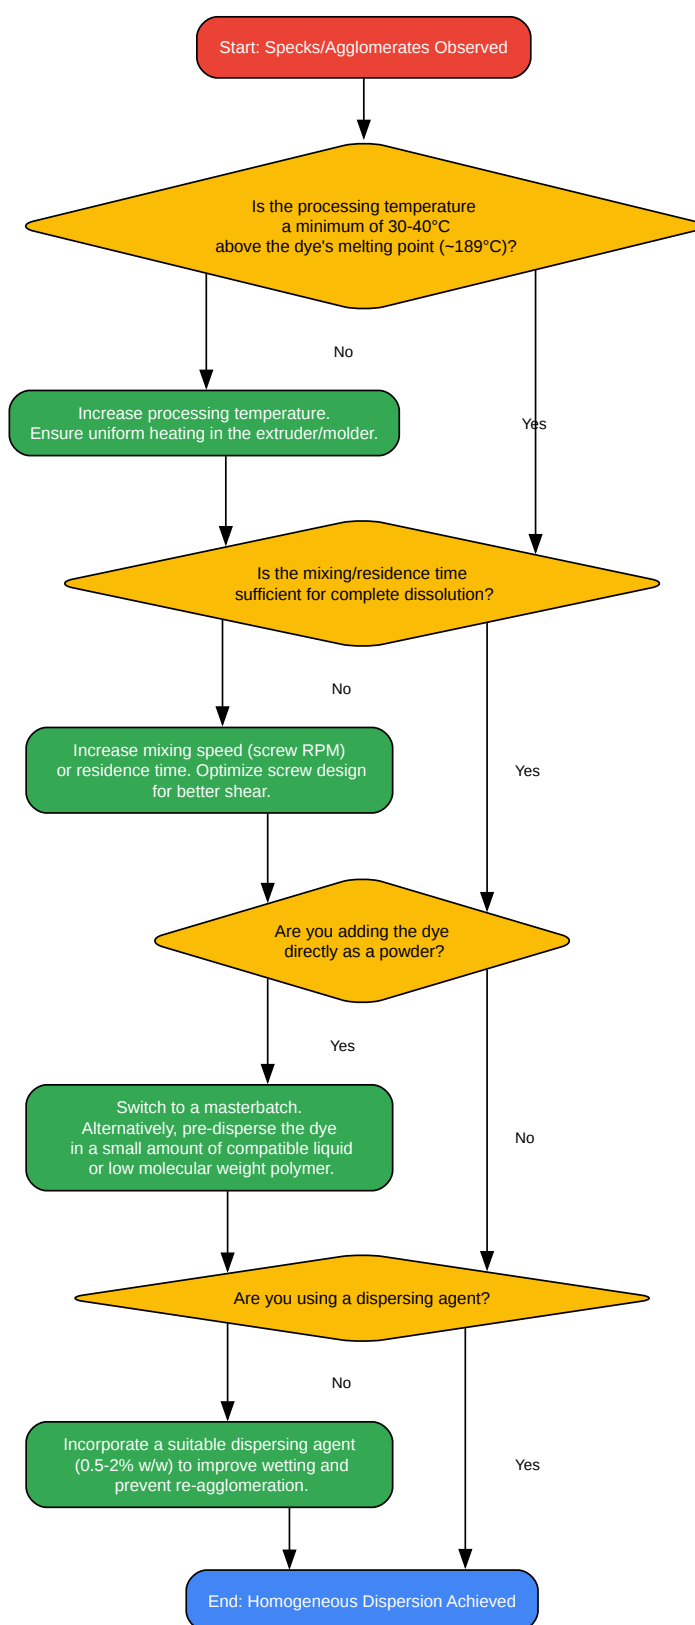 Start: Specks/Agglomerates Observed
Is the processing temperature
a minimum of 30-40°C
above the dye's melting point (~189°C)?
No
Increase processing temperature.
Ensure uniform heating in the extruder/molder.
Yes
Is the mixing/residence time
sufficient for complete dissolution?
No
Increase mixing speed (screw RPM)
or residence time. Optimize screw design
for better shear.
Yes
Are you adding the dye
directly as a powder?
Yes
Switch to a masterbatch.
Alternatively, pre-disperse the dye
in a small amount of compatible liquid
or low molecular weight polymer.
No
Are you using a dispersing agent?
No
Incorporate a suitable dispersing agent
(0.5-2% w/w) to improve wetting and
prevent re-agglomeration.
Yes
End: Homogeneous Dispersion Achieved